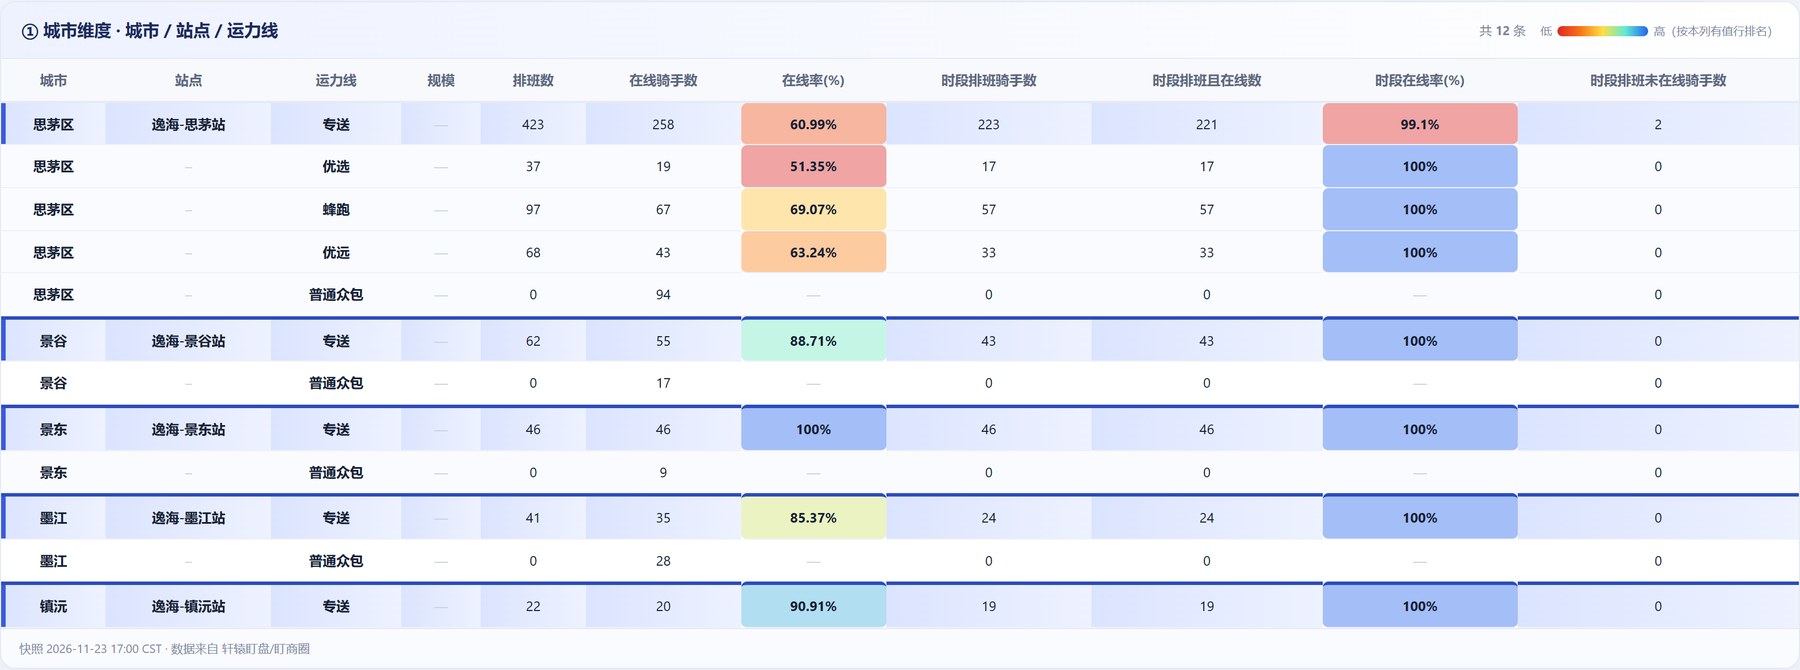 ① 城市维度 · 城市 / 站点 / 运力线
共 12 条 低 高 (按本列有值行排名)
城市 站点 运力线 规模 排班数 在线骑手数 在线率(%) 时段排班骑手数 时段排班且在线数 时段在线率(%) 时段排班未在线骑手数
思茅区 逸海-思茅站 专送 — 423 258 60.99% 223 221 99.1% 2
思茅区 – 优选 — 37 19 51.35% 17 17 100% 0
思茅区 – 蜂跑 — 97 67 69.07% 57 57 100% 0
思茅区 – 优远 — 68 43 63.24% 33 33 100% 0
思茅区 – 普通众包 — 0 94 — 0 0 — 0
景谷 逸海-景谷站 专送 — 62 55 88.71% 43 43 100% 0
景谷 – 普通众包 — 0 17 — 0 0 — 0
景东 逸海-景东站 专送 — 46 46 100% 46 46 100% 0
景东 – 普通众包 — 0 9 — 0 0 — 0
墨江 逸海-墨江站 专送 — 41 35 85.37% 24 24 100% 0
墨江 – 普通众包 — 0 28 — 0 0 — 0
镇沅 逸海-镇沅站 专送 — 22 20 90.91% 19 19 100% 0
快照 2026-11-23 17:00 CST · 数据来自 轩辕盯盘/盯商圈